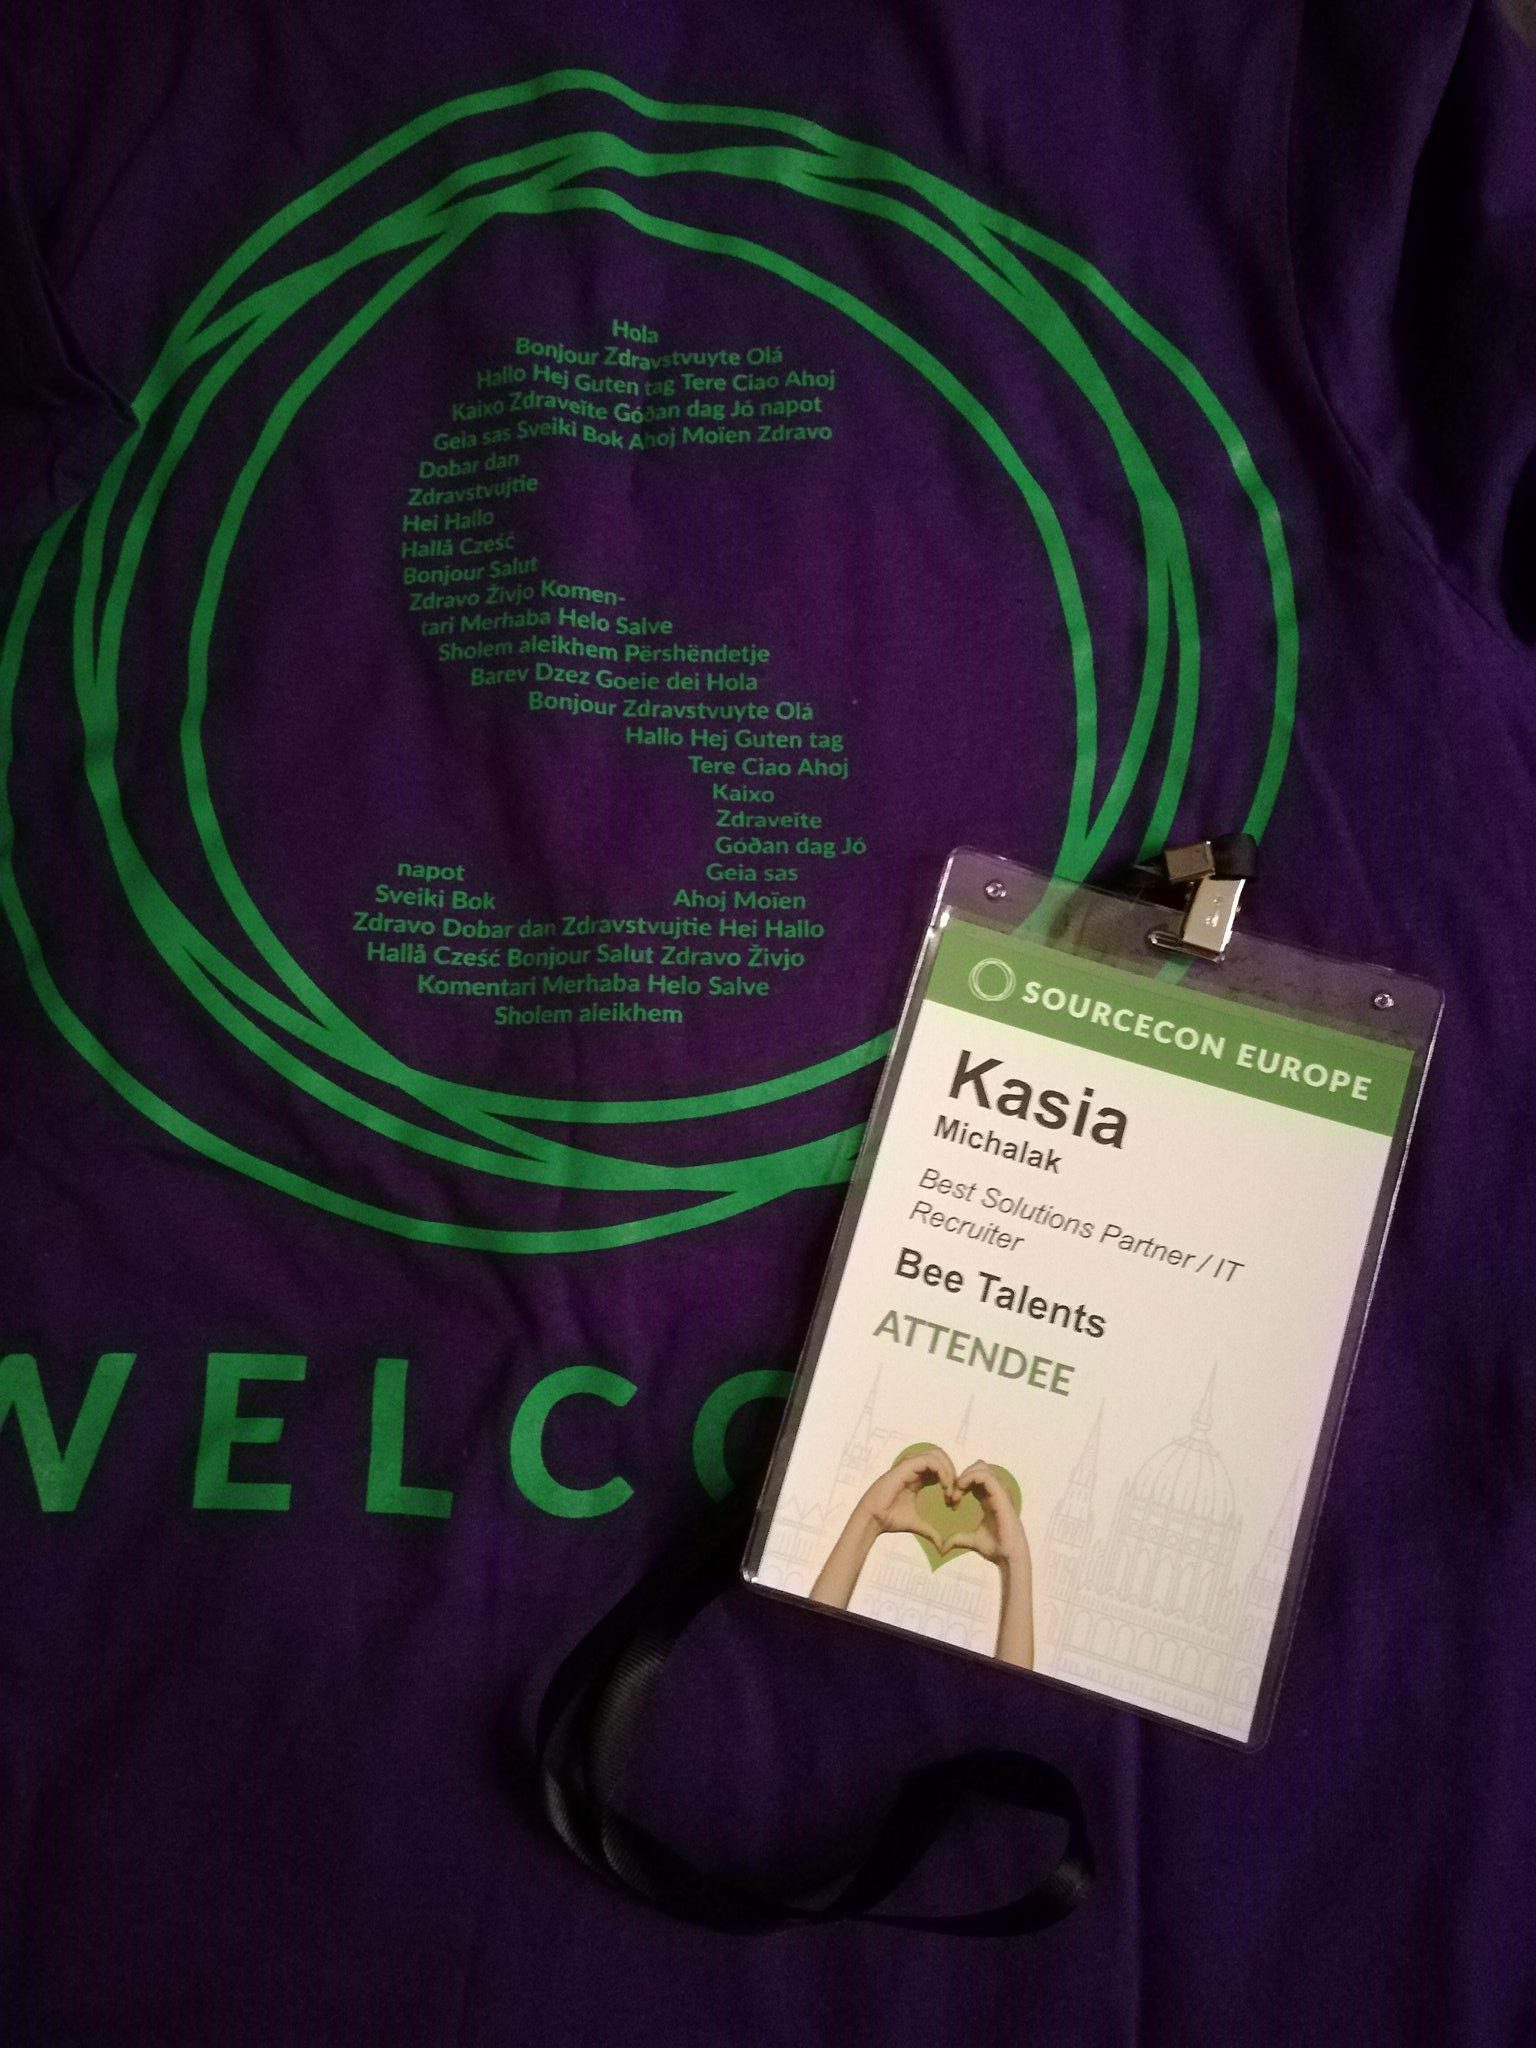 Hola
Bonjour Zdravstvuyte Olá
Hallo Hej Guten tag Tere Ciao Ahoj
Kaixo Zdraveïte Góðan dag Jó napot
Geia sas Sveiki Bok Ahoj Moïen Zdravo
Dobar dan
Zdravstvujtie
Hei Hallo
Hallå Cześć
Bonjour Salut
Zdravo Živjo Komen-
tari Merhaba Helo Salve
Sholem aleikhem Përshëndetje
Barev Dzez Goeie dei Hola
Bonjour Zdravstvuyte Olá
Hallo Hej Guten tag
Tere Ciao Ahoj
Kaixo
Zdraveïte
Góðan dag Jó
napot Geia sas
Sveiki Bok Ahoj Moïen
Zdravo Dobar dan Zdravstvujtie Hei Hallo
Hallå Cześć Bonjour Salut Zdravo Živjo
Komentari Merhaba Helo Salve
Sholem aleikhem
WELCO
SOURCECON EUROPE
Kasia
Michalak
Best Solutions Partner / IT
Recruiter
Bee Talents
ATTENDEE